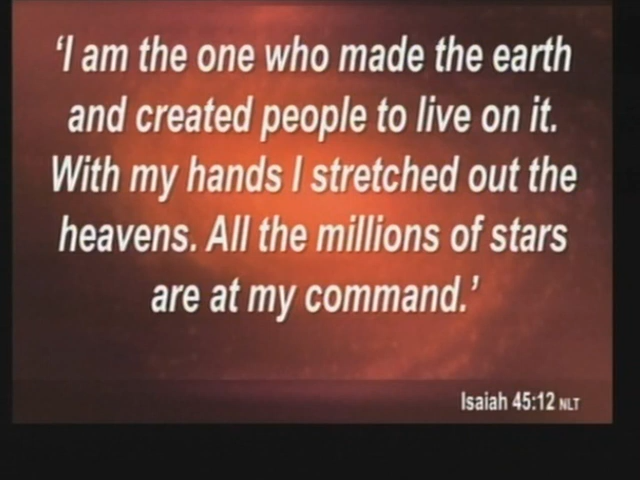 ‘I am the one who made the earth
and created people to live on it.
With my hands I stretched out the
heavens. All the millions of stars
are at my command.’
Isaiah 45:12 NLT